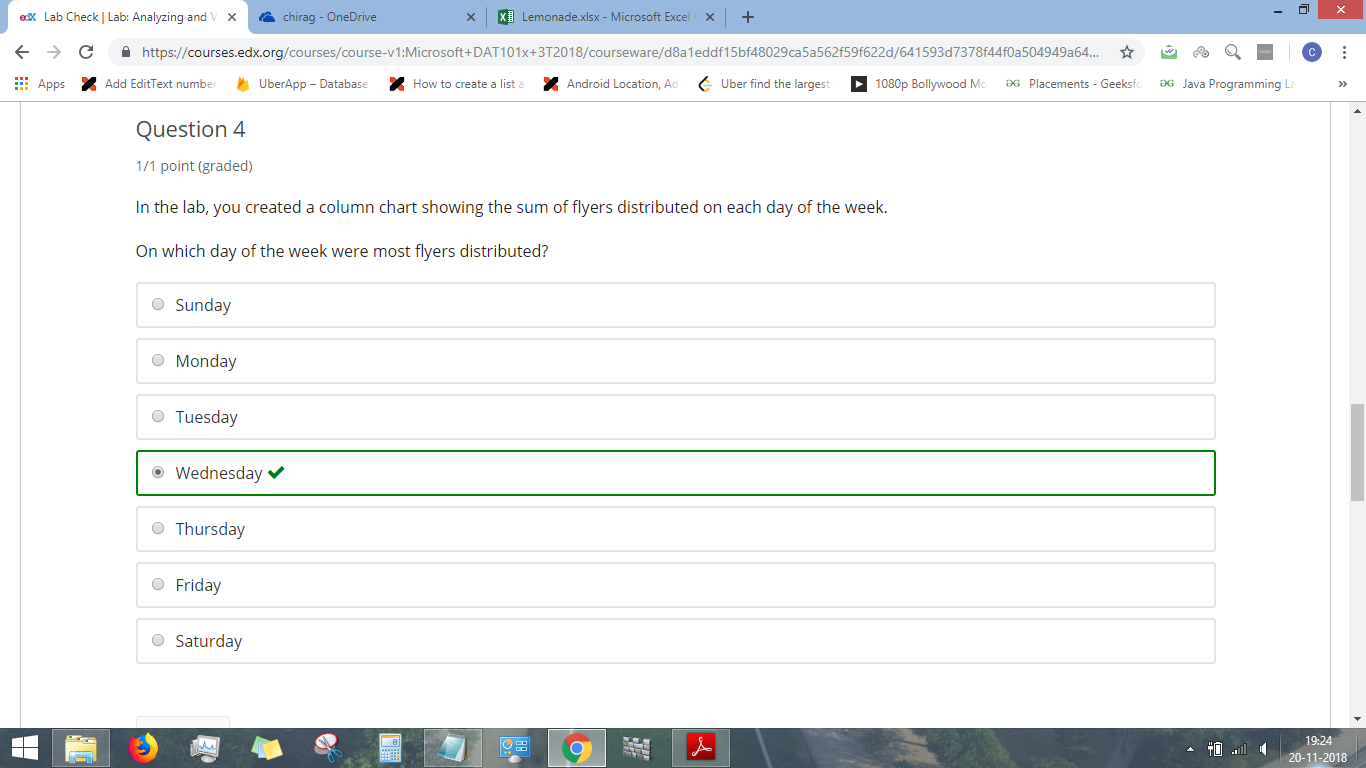 edX Lab Check | Lab: Analyzing and V
chirag - OneDrive
Lemonade.xlsx - Microsoft Excel
https://courses.edx.org/courses/course-v1:Microsoft+DAT101x+3T2018/courseware/d8a1eddf15bf48029ca5a562f59f622d/641593d7378f44f0a504949a64...
C
Apps
Add EditText number
UberApp – Database
How to create a list a
Android Location, Ad
Uber find the largest
1080p Bollywood Mo
Placements - Geeksfo
Java Programming La
»
Question 4
1/1 point (graded)
In the lab, you created a column chart showing the sum of flyers distributed on each day of the week.
On which day of the week were most flyers distributed?
Sunday
Monday
Tuesday
Wednesday
Thursday
Friday
Saturday
19:24
20-11-2018